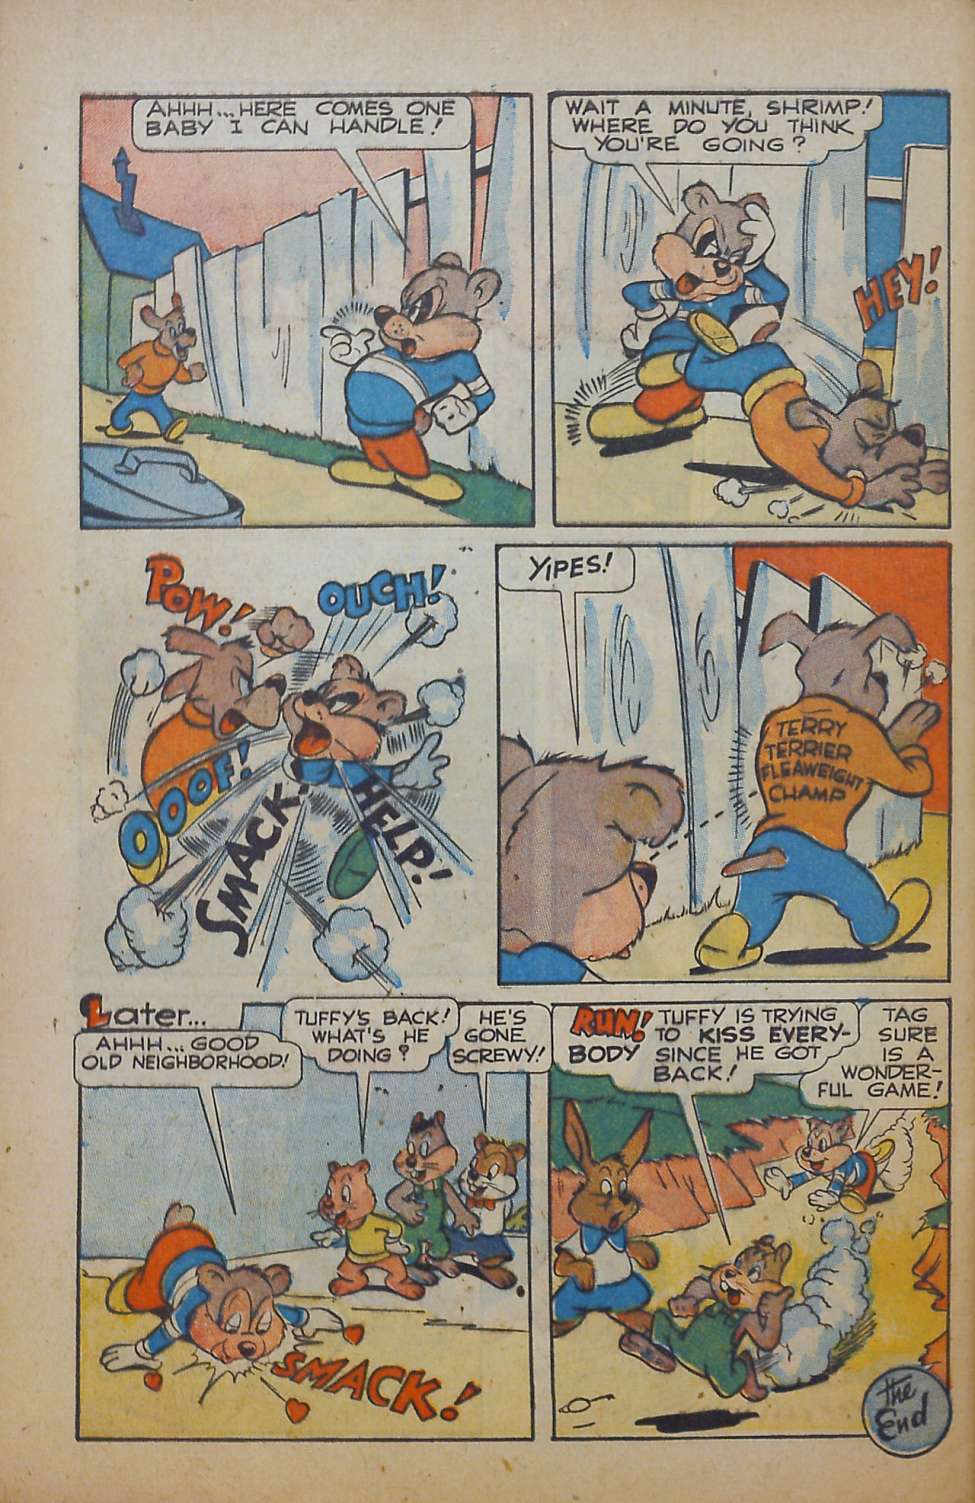 AHHH...HERE COMES ONE
BABY I CAN HANDLE!
WAIT A MINUTE, SHRIMP!
WHERE DO YOU THINK
YOU'RE GOING?
HEY!
POW!
OUCH!
OOOF!
SMACK!
HELP!
YIPES!
TERRY
TERRIER
FLEAWEIGHT
CHAMP
LATER...
AHHH...GOOD
OLD NEIGHBORHOOD!
TUFFY'S BACK!
WHAT'S HE
DOING?
HE'S
GONE
SCREWY!
SMACK!
RUN! TUFFY IS TRYING
TO KISS EVERY-
BODY SINCE HE GOT
BACK!
TAG
SURE
IS A
WONDER-
FUL GAME!
The
End